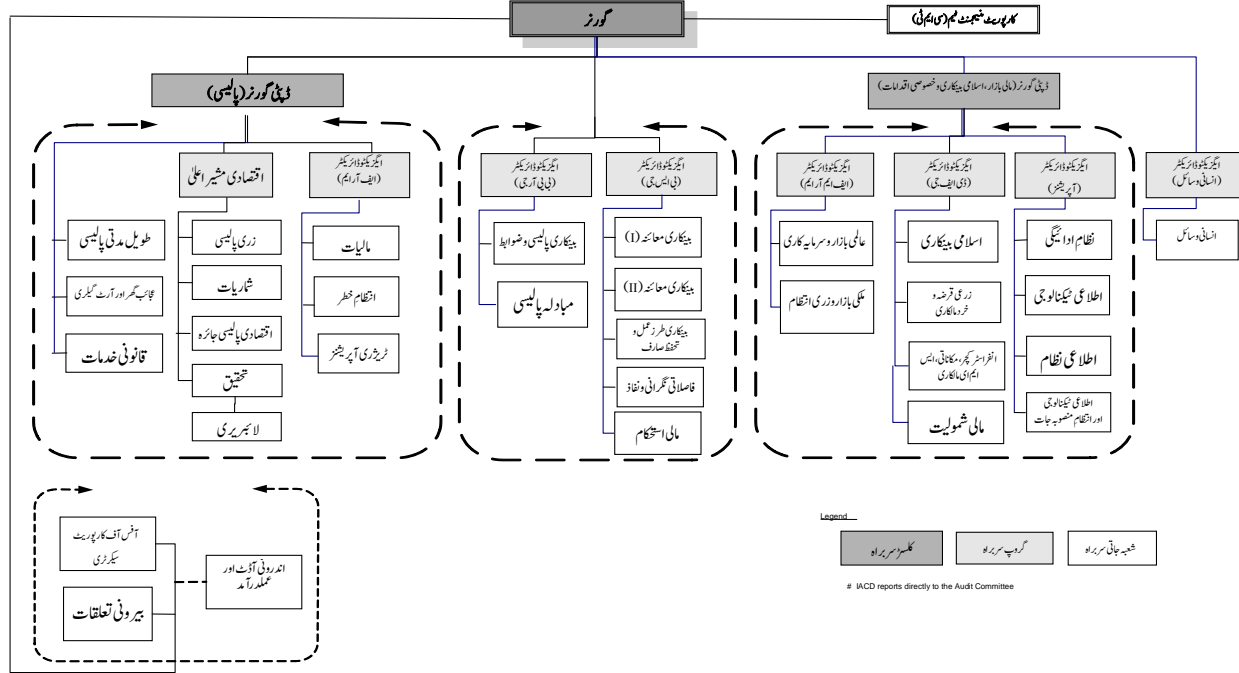 گورنر
کارپوریٹ منیجمنٹ ٹیم (سی ایم ٹی)
ڈپٹی گورنر (مالی بازار، اسلامی بینکاری و خصوصی اقدامات)
ڈپٹی گورنر (پالیسی)
ایگزیکٹو ڈائریکٹر
(انسانی وسائل)
انسانی وسائل
ایگزیکٹو ڈائریکٹر
(آپریشنز)
نظامِ ادائیگی
اطلاعی ٹیکنالوجی
اطلاعی نظام
اطلاعی ٹیکنالوجی
اور انتظامِ منصوبہ جات
ایگزیکٹو ڈائریکٹر
(ڈی ایف جی)
اسلامی بینکاری
زرعی قرضہ و
خرد مالکاری
انفراسٹرکچر، مکاناتی، ایس
ایم ای مالکاری
مالی شمولیت
ایگزیکٹو ڈائریکٹر
(ایف ایم آر ایم)
عالمی بازار و سرمایہ کاری
ملکی بازار و زری انتظام
ایگزیکٹو ڈائریکٹر
(بی ایس جی)
بینکاری معائنہ (I)
بینکاری معائنہ (II)
بینکاری طرزِ عمل و
تحفظ صارف
فاصلاتی نگرانی و نفاذ
مالی استحکام
ایگزیکٹو ڈائریکٹر
(بی پی آر جی)
بینکاری پالیسی و ضوابط
مبادلہ پالیسی
ایگزیکٹو ڈائریکٹر
(ایف آر ایم)
مالیات
انتظامِ خطر
ٹریژری آپریشنز
اقتصادی مشیر اعلیٰ
زری پالیسی
شماریات
اقتصادی پالیسی جائزہ
تحقیق
لائبریری
طویل مدتی پالیسی
عجائب گھر اور آرٹ گیلری
قانونی خدمات
آفس آف کارپوریٹ
سیکرٹری
بیرونی تعلقات
اندرونی آڈٹ اور
عملدرآمد
Legend
کلسٹر سربراہ
گروپ سربراہ
شعبہ جاتی سربراہ
# IACD reports directly to the Audit Committee